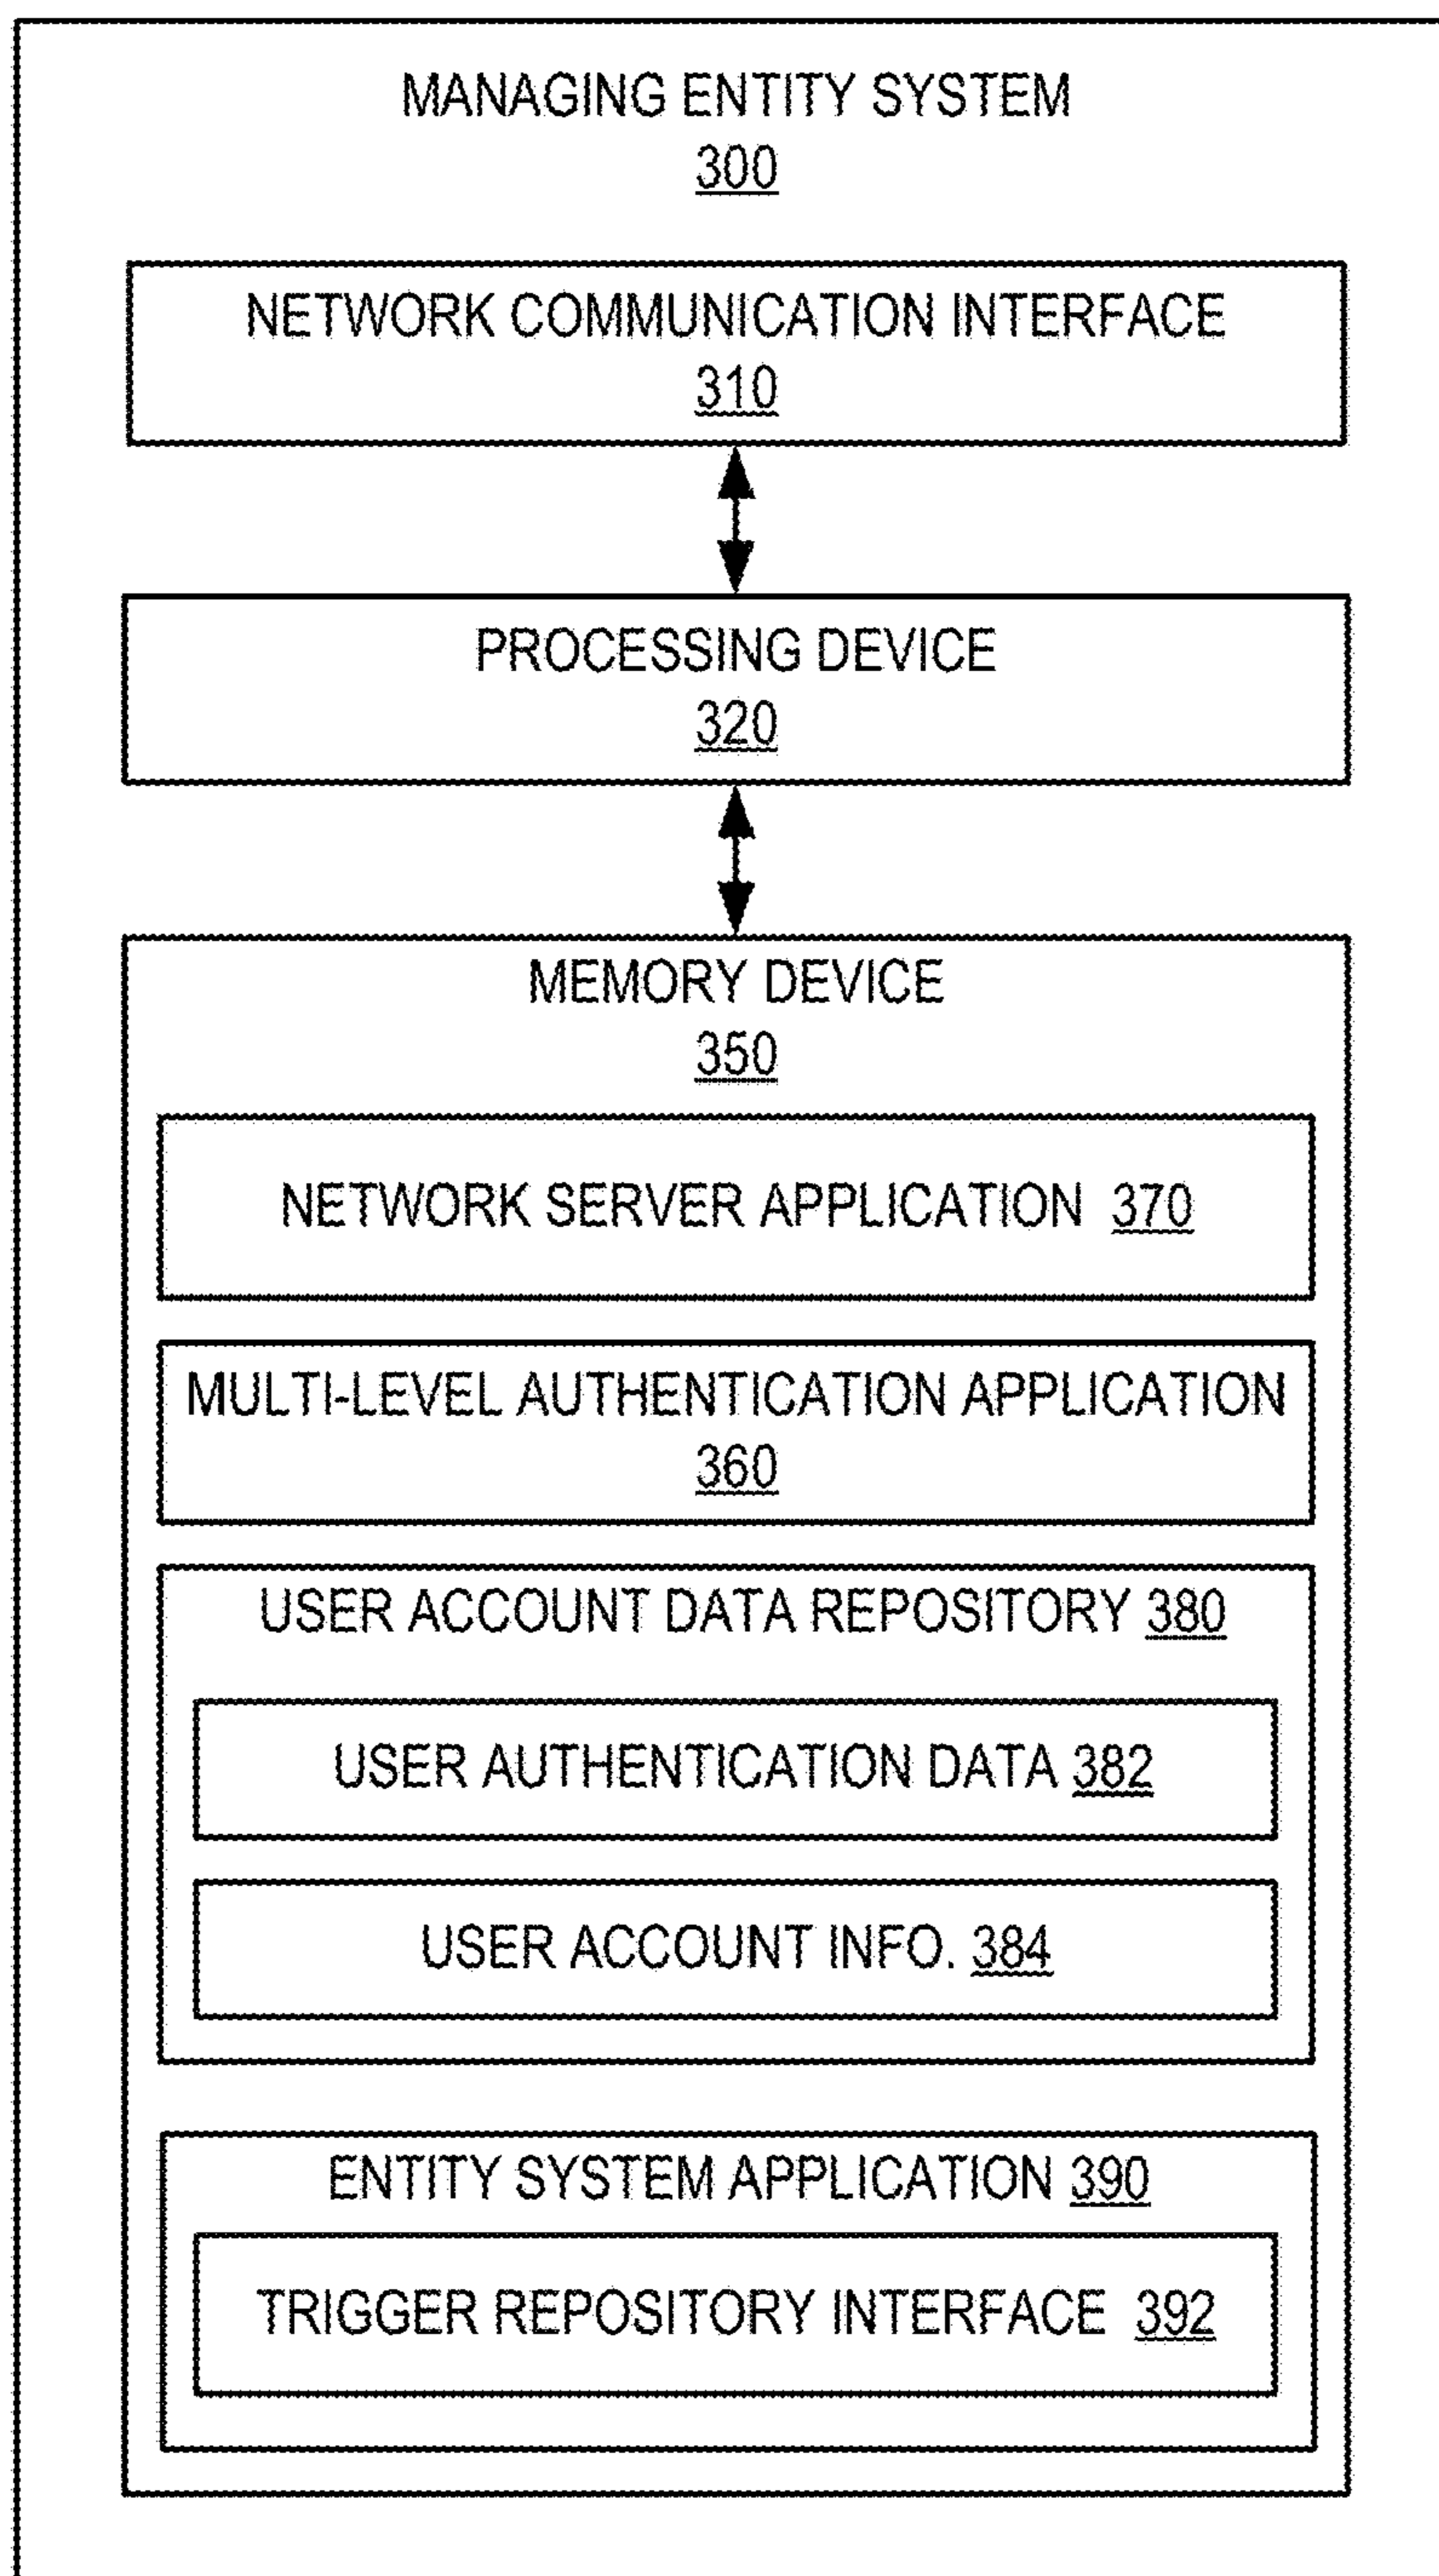 MANAGING ENTITY SYSTEM
300
NETWORK COMMUNICATION INTERFACE
310
PROCESSING DEVICE
320
MEMORY DEVICE
350
NETWORK SERVER APPLICATION 370
MULTI-LEVEL AUTHENTICATION APPLICATION
360
USER ACCOUNT DATA REPOSITORY 380
USER AUTHENTICATION DATA 382
USER ACCOUNT INFO. 384
ENTITY SYSTEM APPLICATION 390
TRIGGER REPOSITORY INTERFACE 392